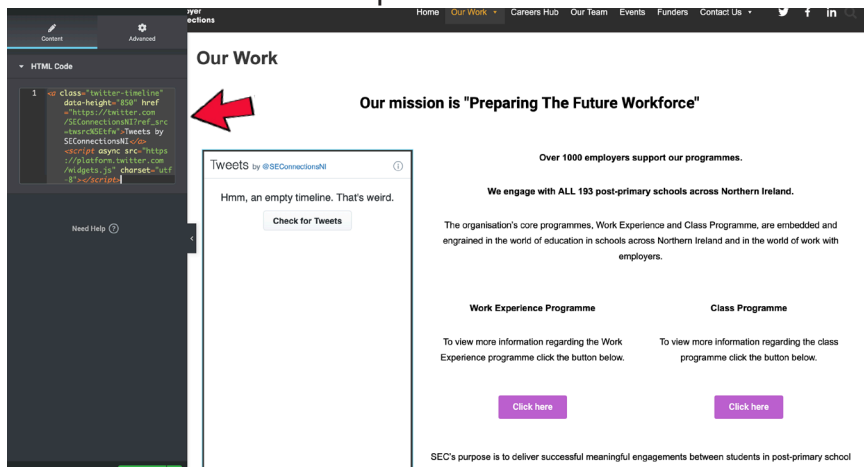 oyer
ections
Home Our Work Careers Hub Our Team Events Funders Contact Us
Content
Advanced
HTML Code
1 <a class="twitter-timeline"
data-height="850" href
="https://twitter.com
/SEConnectionsNI?ref_src
=twsrc%5Etfw">Tweets by
SEConnectionsNI</a>
<script async src="https
://platform.twitter.com
/widgets.js" charset="utf
-8"></script>
Need Help
Our Work
Our mission is "Preparing The Future Workforce"
Tweets by @SEConnectionsNI
Hmm, an empty timeline. That's weird.
Check for Tweets
Over 1000 employers support our programmes.
We engage with ALL 193 post-primary schools across Northern Ireland.
The organisation's core programmes, Work Experience and Class Programme, are embedded and
engrained in the world of education in schools across Northern Ireland and in the world of work with
employers.
Work Experience Programme
To view more information regarding the Work
Experience programme click the button below.
Click here
Class Programme
To view more information regarding the class
programme click the button below.
Click here
SEC's purpose is to deliver successful meaningful engagements between students in post-primary school